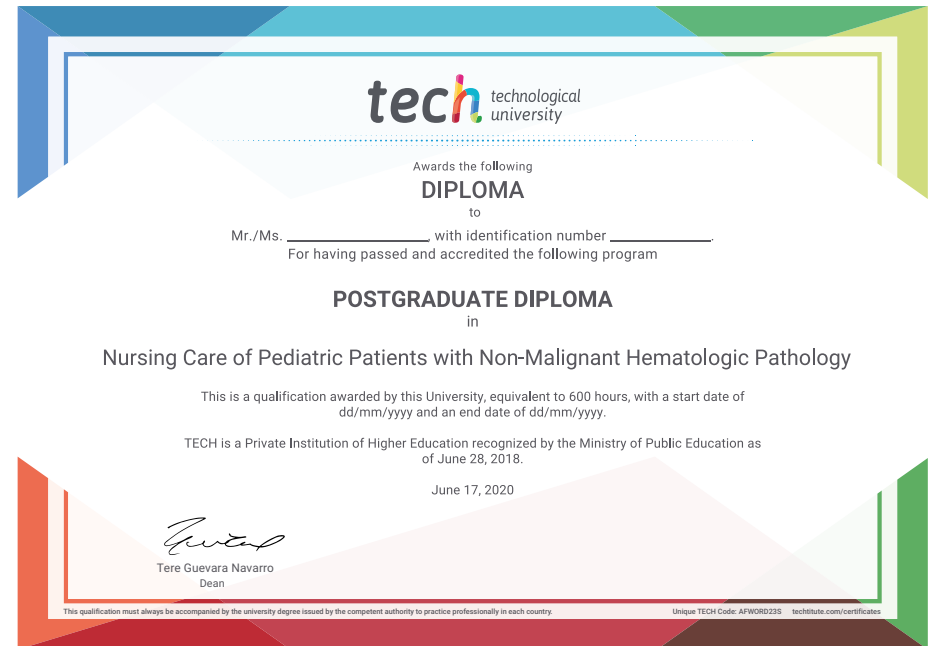 tech technological
university
Awards the following
DIPLOMA
to
Mr./Ms. ____________________, with identification number ______________.
For having passed and accredited the following program
POSTGRADUATE DIPLOMA
in
Nursing Care of Pediatric Patients with Non-Malignant Hematologic Pathology
This is a qualification awarded by this University, equivalent to 600 hours, with a start date of
dd/mm/yyyy and an end date of dd/mm/yyyy.
TECH is a Private Institution of Higher Education recognized by the Ministry of Public Education as
of June 28, 2018.
June 17, 2020
Tere Guevara Navarro
Dean
This qualification must always be accompanied by the university degree issued by the competent authority to practice professionally in each country. Unique TECH Code: AFWORD23S techtitute.com/certificates